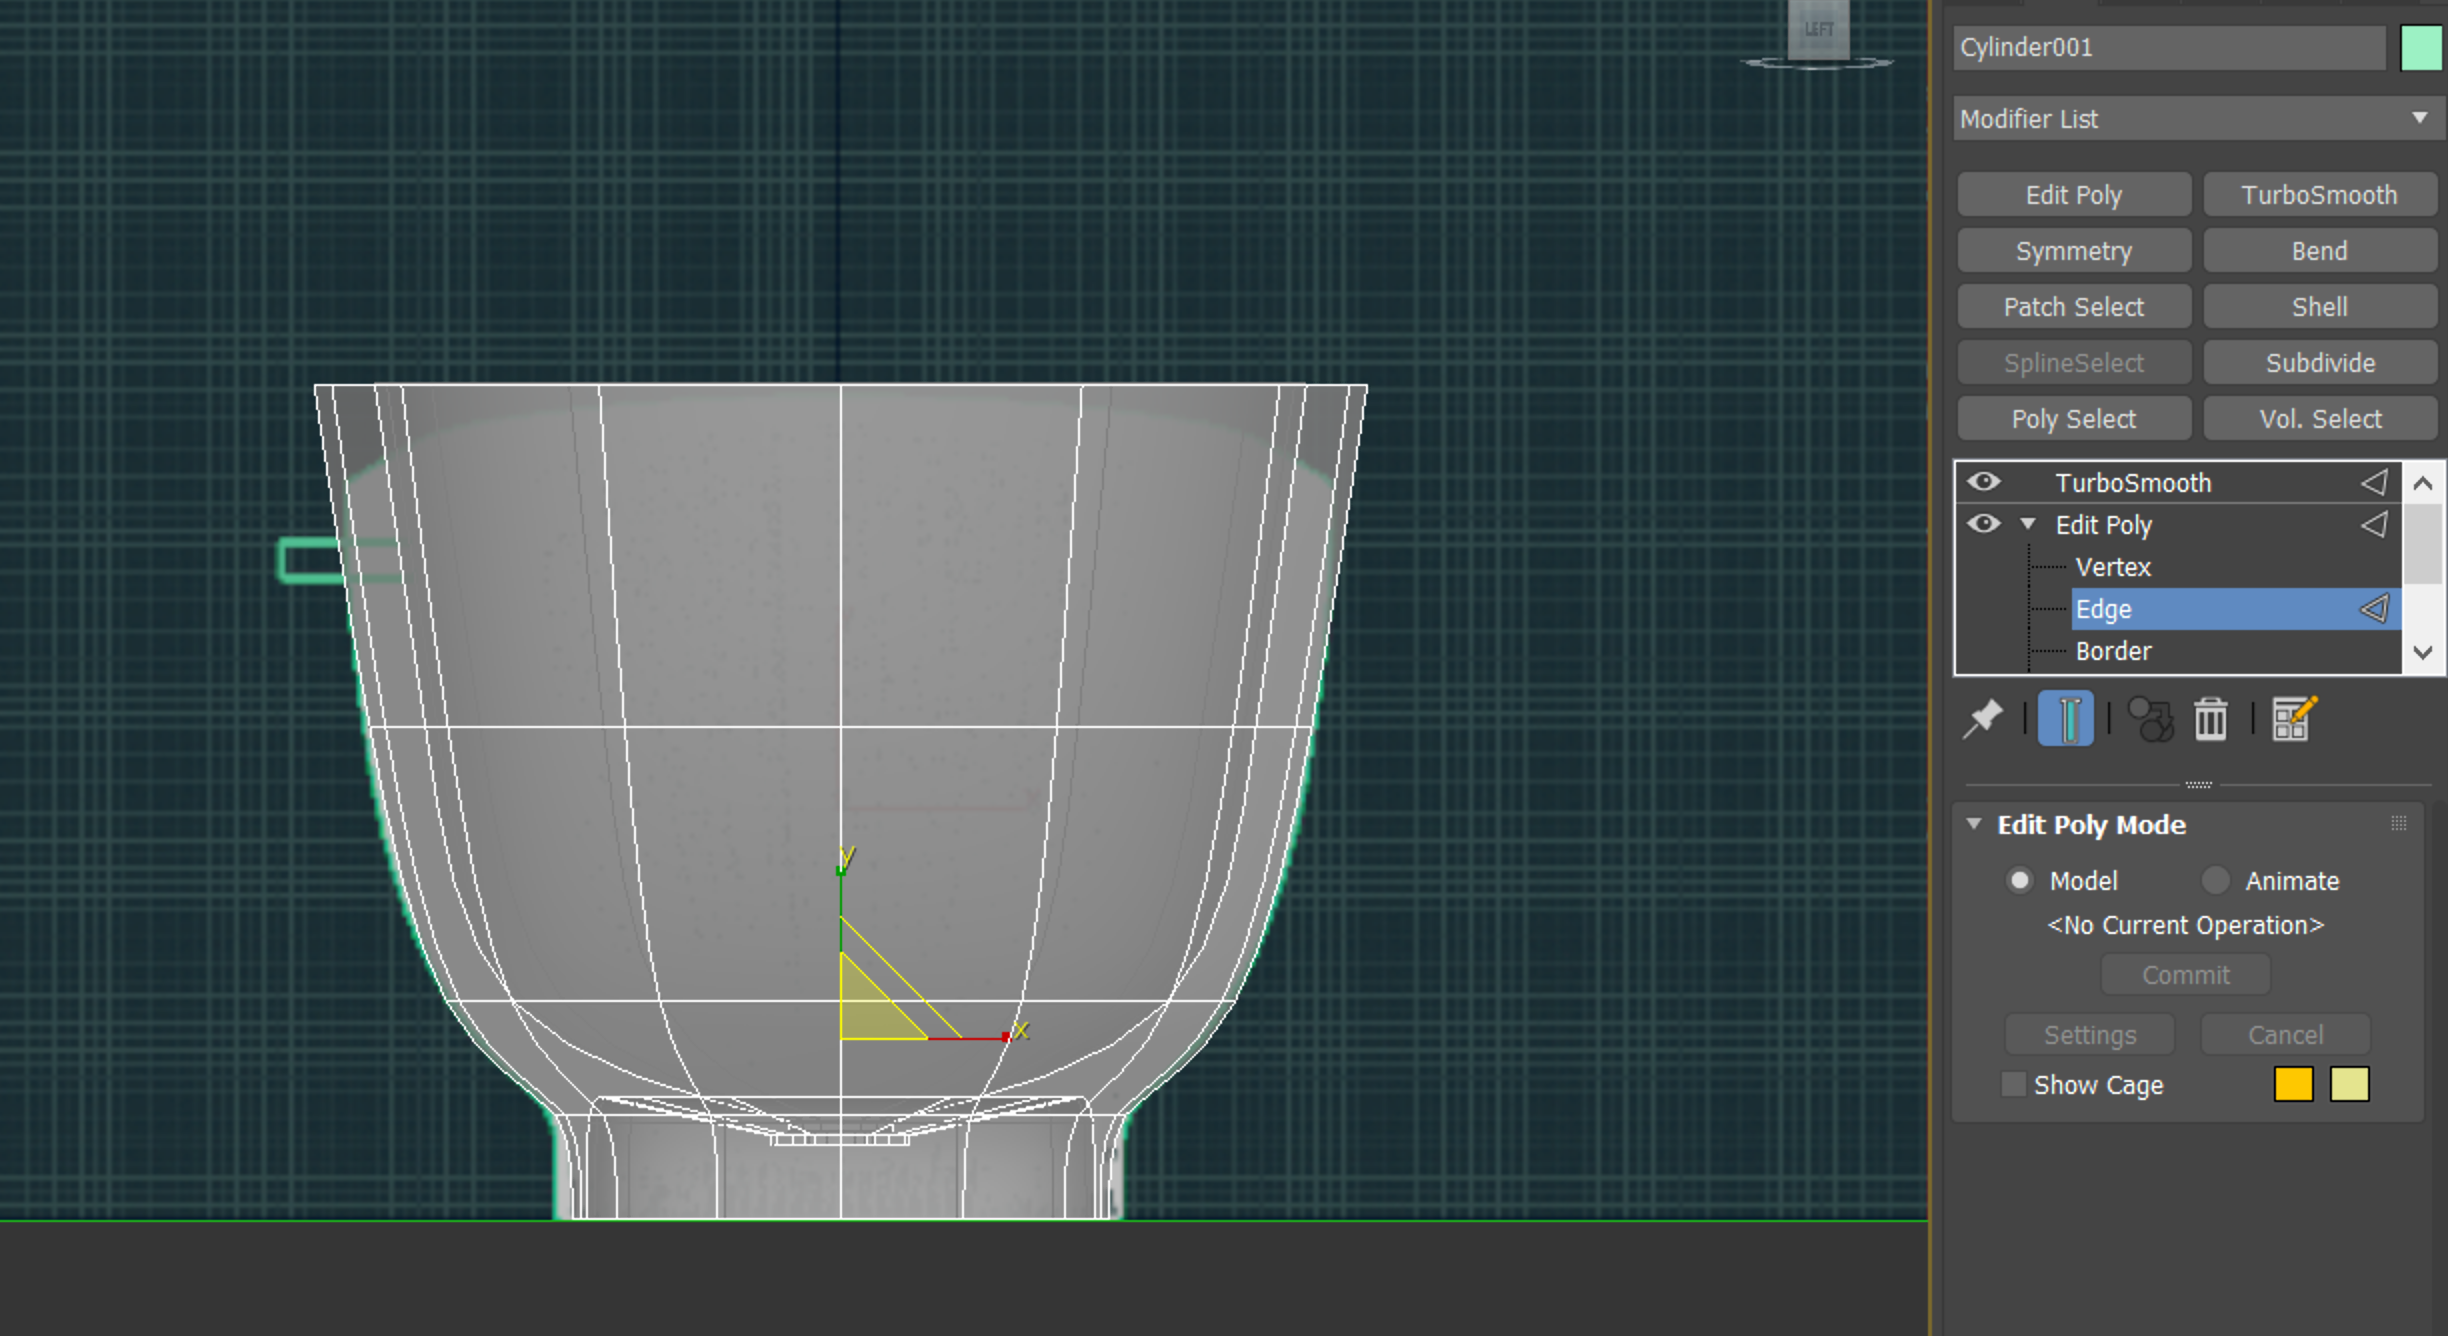 LEFT
Cylinder001
Modifier List
Edit Poly TurboSmooth
Symmetry Bend
Patch Select Shell
SplineSelect Subdivide
Poly Select Vol. Select
TurboSmooth
Edit Poly
Vertex
Edge
Border
Edit Poly Mode
Model Animate
<No Current Operation>
Commit
Settings Cancel
Show Cage
y
x